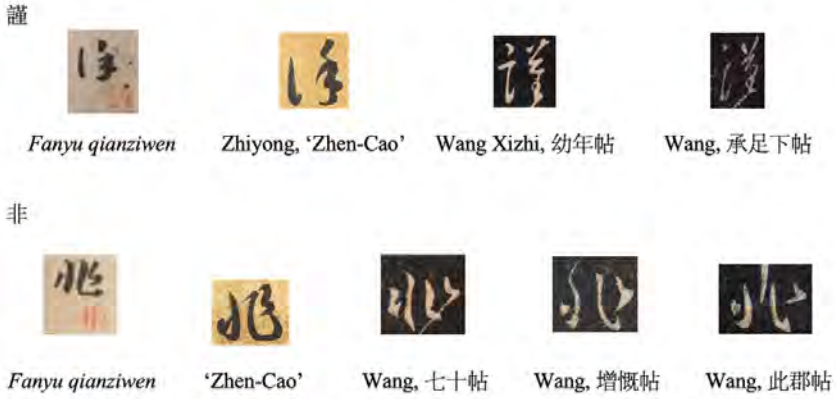 謹
Fanyu qianziwen Zhiyong, ‘Zhen-Cao’ Wang Xizhi, 幼年帖 Wang, 承足下帖
非
Fanyu qianziwen ‘Zhen-Cao’ Wang, 七十帖 Wang, 增慨帖 Wang, 此郡帖